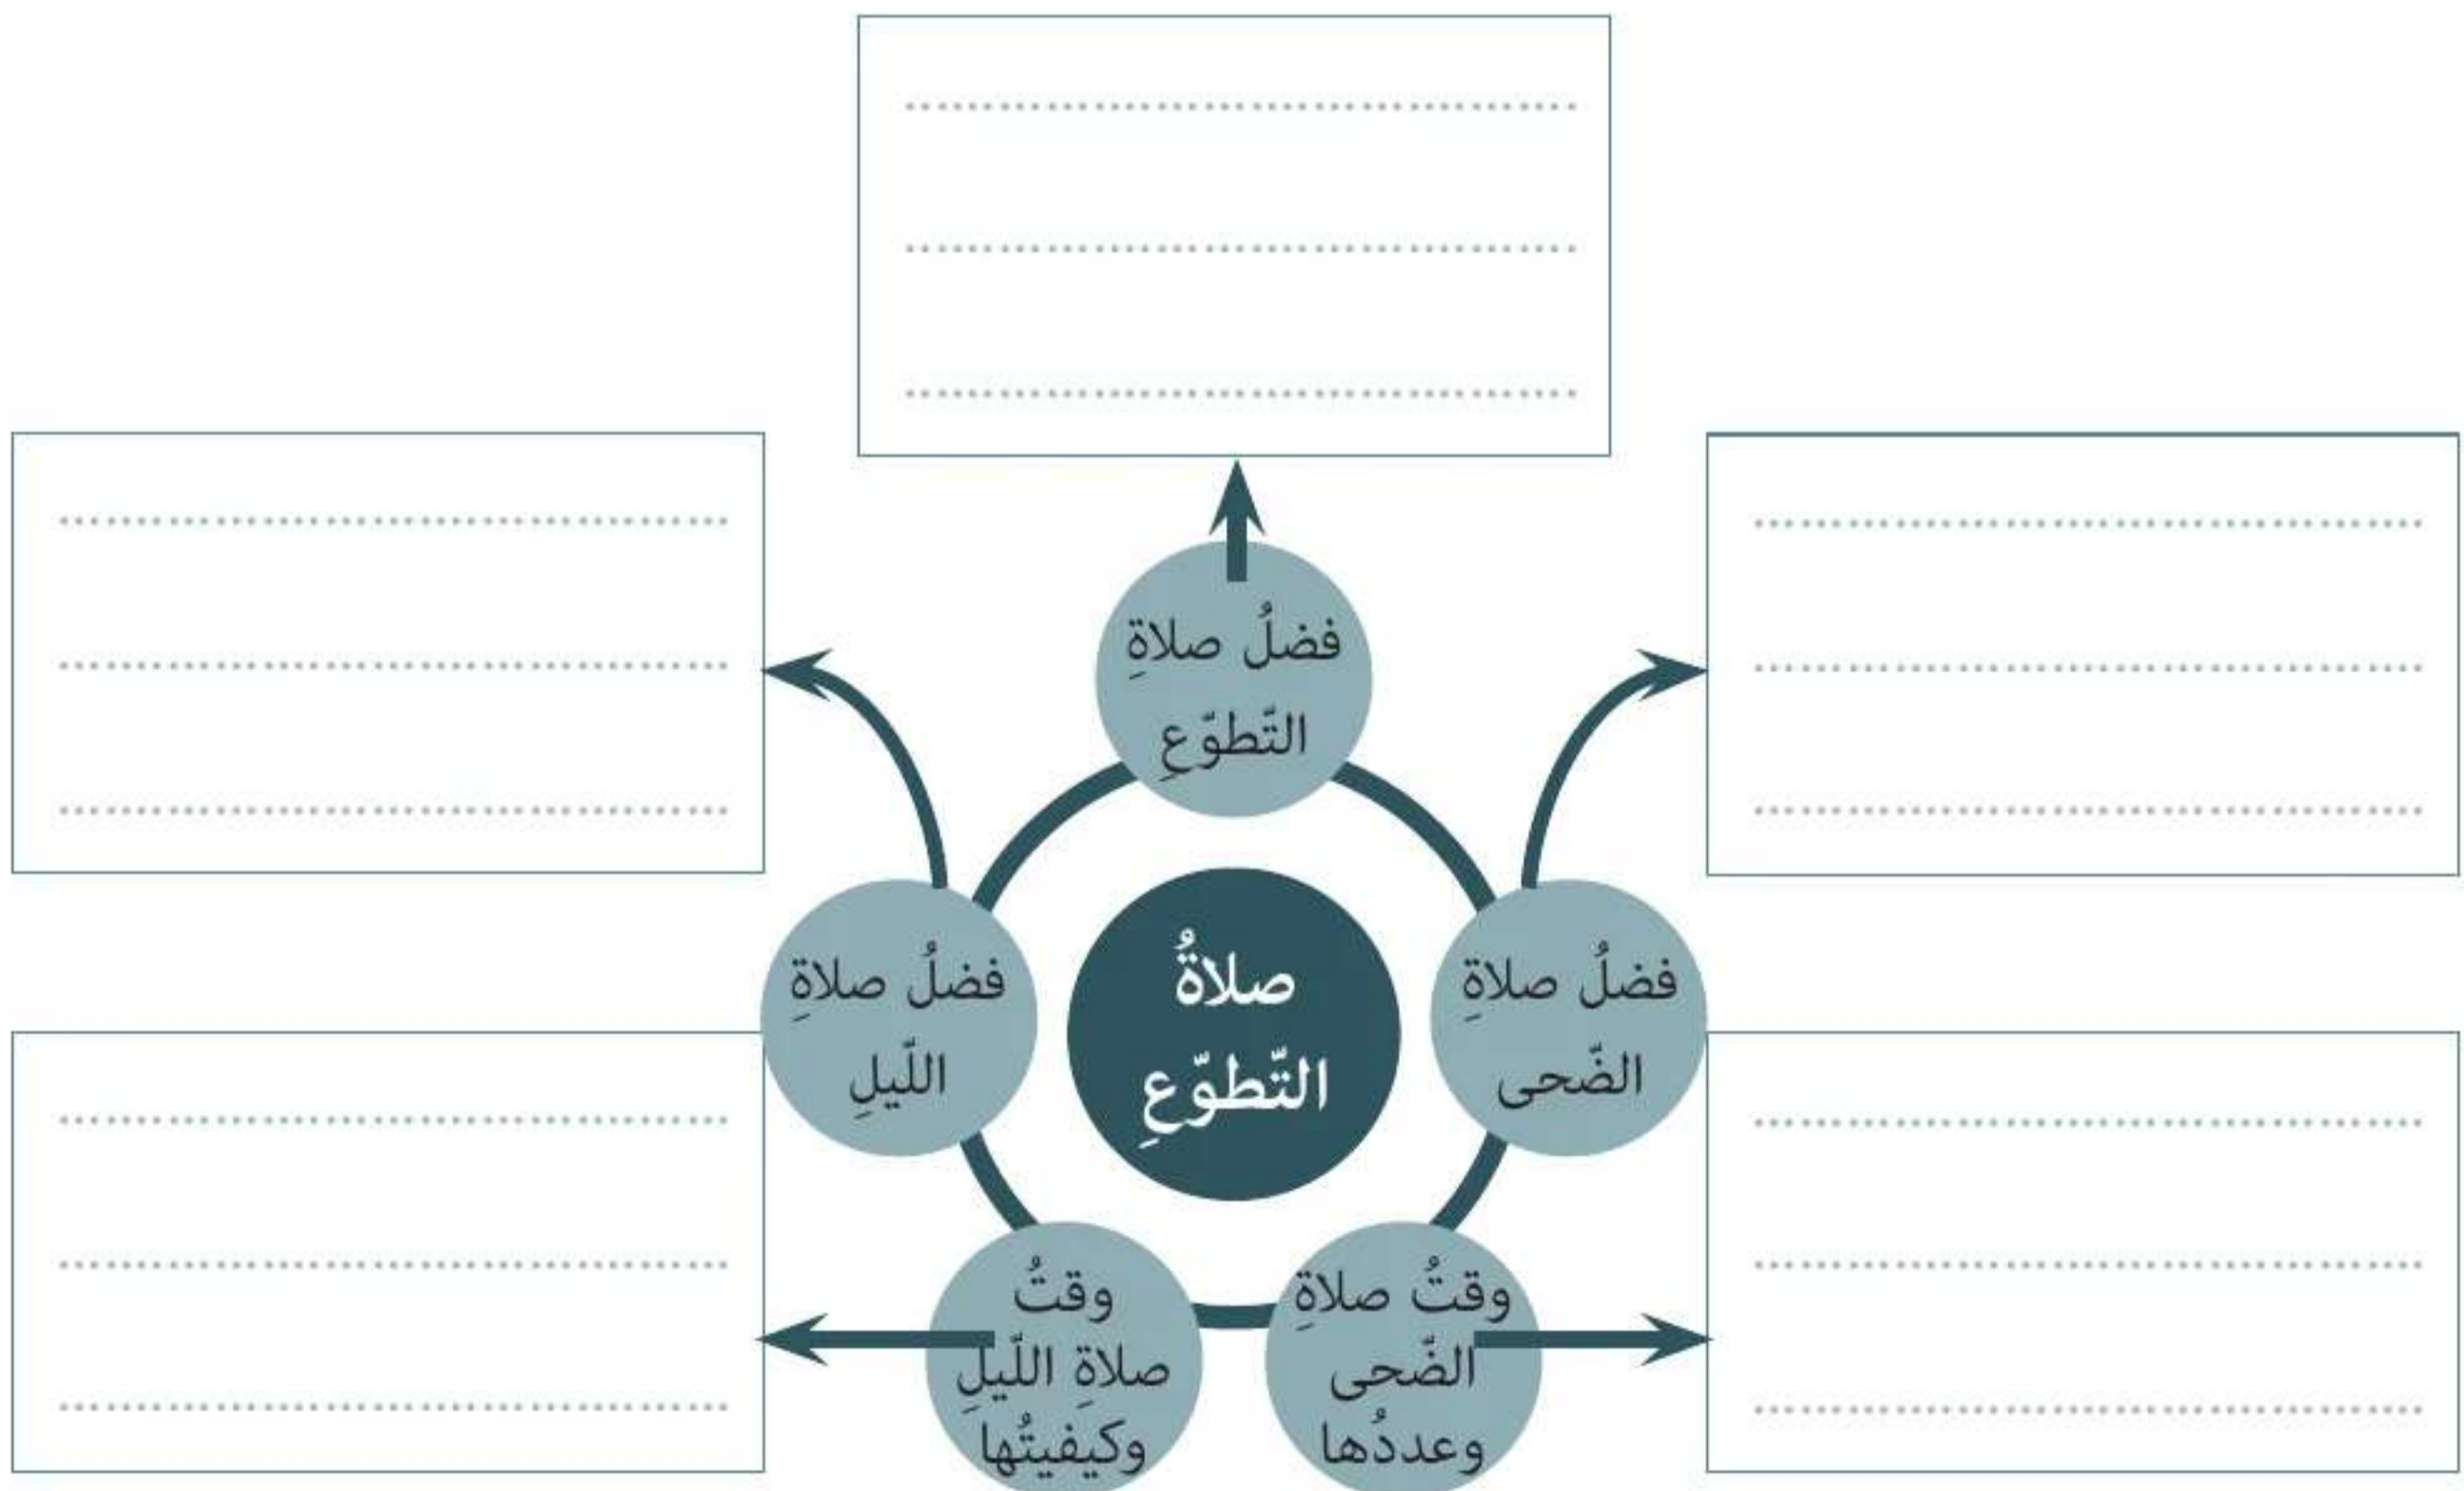 فضلُ صلاةِ
التّطوّعِ
فضلُ صلاةِ
الضّحى
صلاةُ
التّطوّعِ
فضلُ صلاةِ
اللّيلِ
وقتُ صلاةِ
الضّحى
وعددُها
وقتُ
صلاةِ اللّيلِ
وكيفيتُها